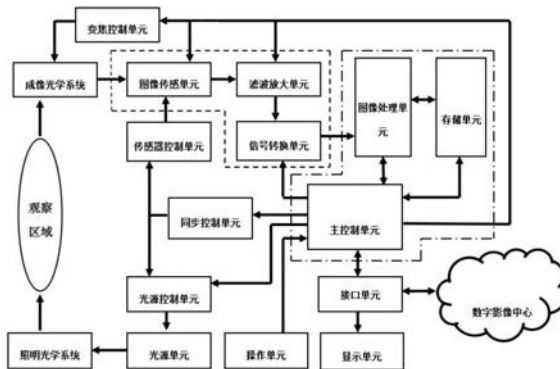 变焦控制单元
成像光学系统
图像传感单元
滤波放大单元
图像处理单
元
存储单元
传感器控制单元
信号转换单元
观察
区域
同步控制单元
主控制单元
光源控制单元
接口单元
数字影像中心
照明光学系统
光源单元
操作单元
显示单元